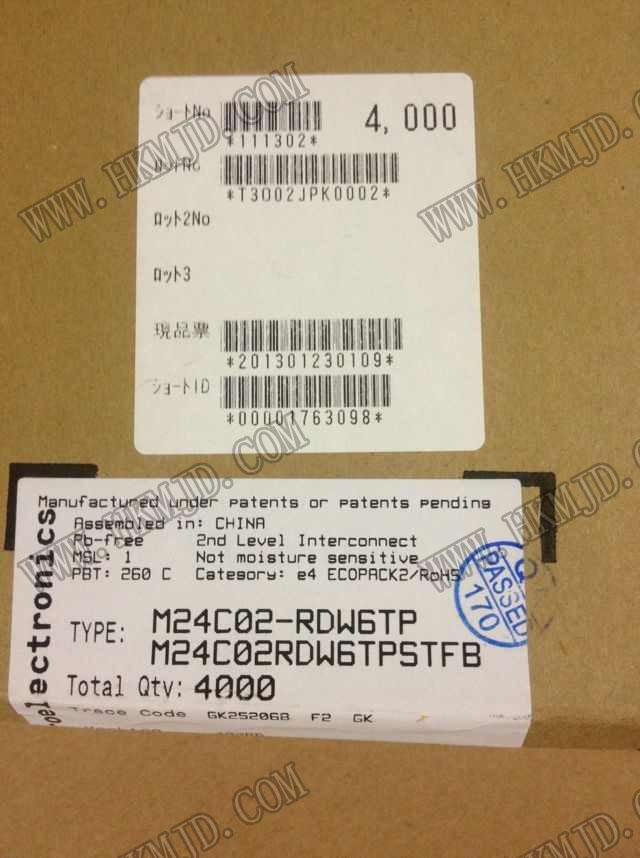 ショートNo
4,000
*111302*
ロットNo
*T3002JPK0002*
ロット2No
ロット3
現品票
*201301230109*
ショートID
*00001763098*
Manufactured under patents or patents pending
Assembled in: CHINA
Pb-free 2nd Level Interconnect
MSL: 1 Not moisture sensitive
PBT: 260 C Category: e4 ECOPACK2/RoHS
TYPE: M24C02-RDW6TP
M24C02RDW6TPSTFB
Total Qty: 4000
Trace Code GK25206B F2 GK
oelectronics
PASSED
170
WWW.HKMJD.COM
WWW.HKMJD.COM
WWW.HKMJD.COM
WWW.HKMJD.COM
WWW.HKMJD.COM
WWW.HKMJD.COM